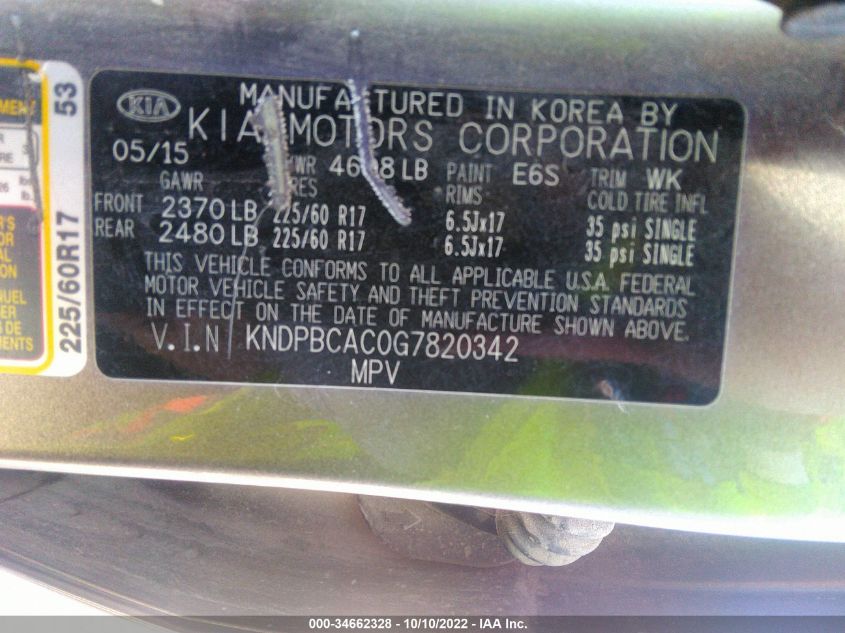 KIA
MANUFACTURED IN KOREA BY
KIA MOTORS CORPORATION
05/15
4608 LB
PAINT E6S TRIM WK
GAWR
RIMS
COLD TIRE INFL
FRONT 2370 LB 225/60 R17 6.5Jx17 35 psi SINGLE
REAR 2480 LB 225/60 R17 6.5Jx17 35 psi SINGLE
THIS VEHICLE CONFORMS TO ALL APPLICABLE U.S.A. FEDERAL
MOTOR VEHICLE SAFETY AND THEFT PREVENTION STANDARDS
IN EFFECT ON THE DATE OF MANUFACTURE SHOWN ABOVE.
V.I.N KNDPBCAC0G7820342
MPV
53
225/60R17
000-34662328 - 10/10/2022 - IAA Inc.